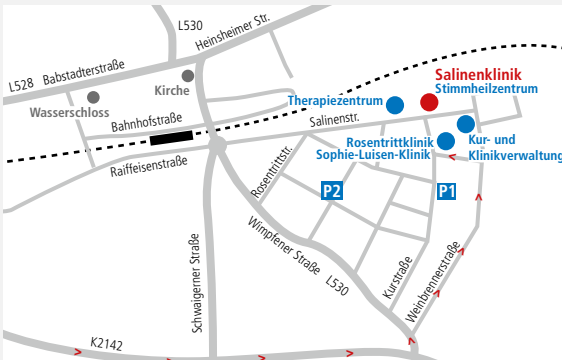 L530
Heinsheimer Str.
L528
Babstadterstraße
Kirche
Wasserschloss
Bahnhofstraße
Raiffeisenstraße
Salinenklinik
Stimmheilzentrum
Therapiezentrum
Salinenstr.
Rosentrittklinik
Sophie-Luisen-Klinik
Kur- und
Klinikverwaltung
Rosentrittstr.
P2
P1
Wimpfener Straße
L530
Schwaigerner Straße
Kurstraße
Weinbrennerstraße
K2142